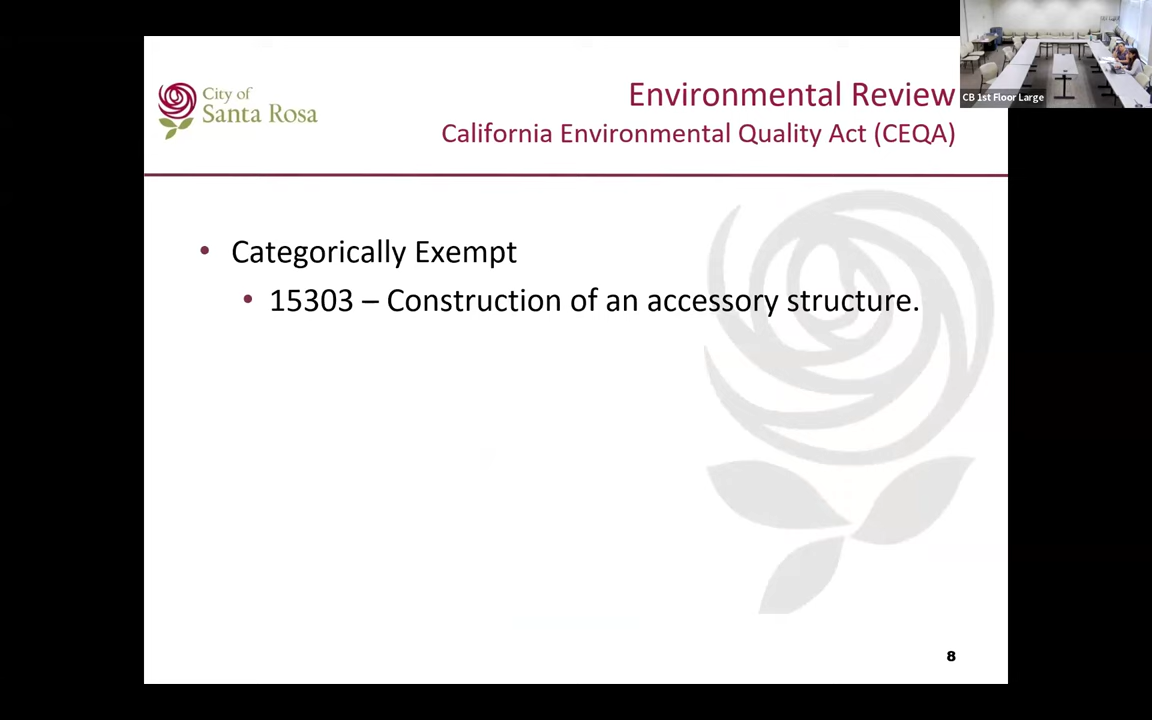 City of
Santa Rosa
Environmental Review
California Environmental Quality Act (CEQA)
CB 1st Floor Large
• Categorically Exempt
• 15303 – Construction of an accessory structure.
8